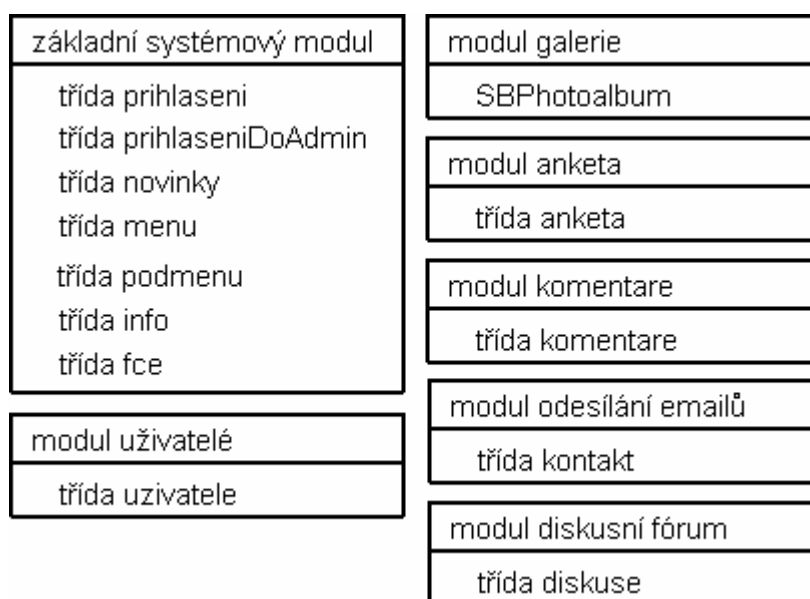 základní systémový modul
třída prihlaseni
třída prihlaseniDoAdmin
třída novinky
třída menu
třída podmenu
třída info
třída fce
modul uživatelé
třída uzivatele
modul galerie
SBPhotoalbum
modul anketa
třída anketa
modul komentare
třída komentare
modul odesílání emailů
třída kontakt
modul diskusní fórum
třída diskuse